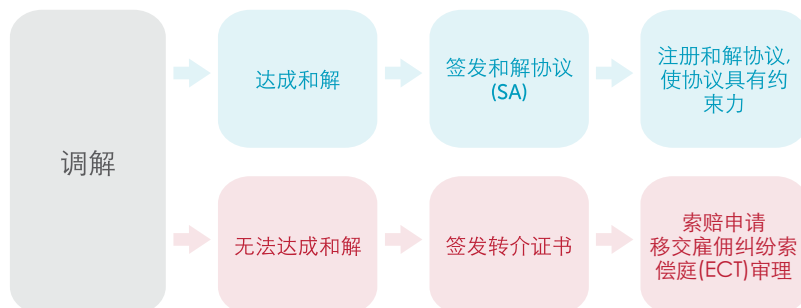 调解
达成和解
签发和解协议
(SA)
注册和解协议,
使协议具有约
束力
无法达成和解
签发转介证书
索赔申请
移交雇佣纠纷索
偿庭(ECT)审理